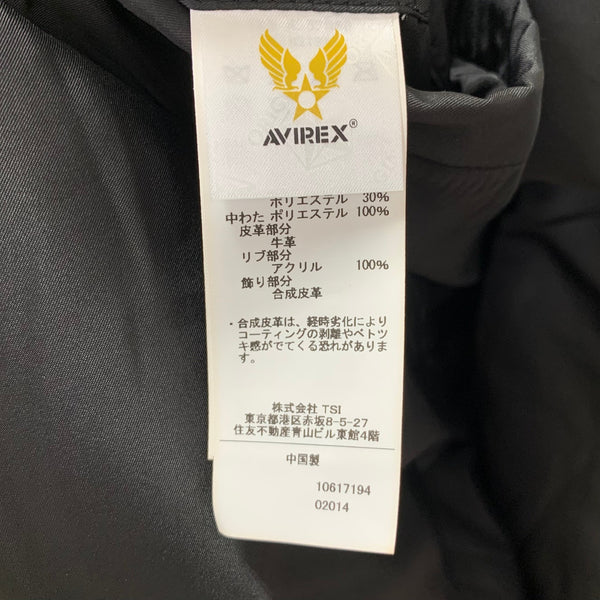 AVIREX®
ポリエステル 30%
中わた ポリエステル 100%
皮革部分
牛革
リブ部分
アクリル 100%
飾り部分
合成皮革
・合成皮革は、経時劣化により
コーティングの剥離やベトツ
キ感がでてくる恐れがありま
す。
株式会社 TSI
東京都港区赤坂8-5-27
住友不動産青山ビル東館4階
中国製
10617194
02014